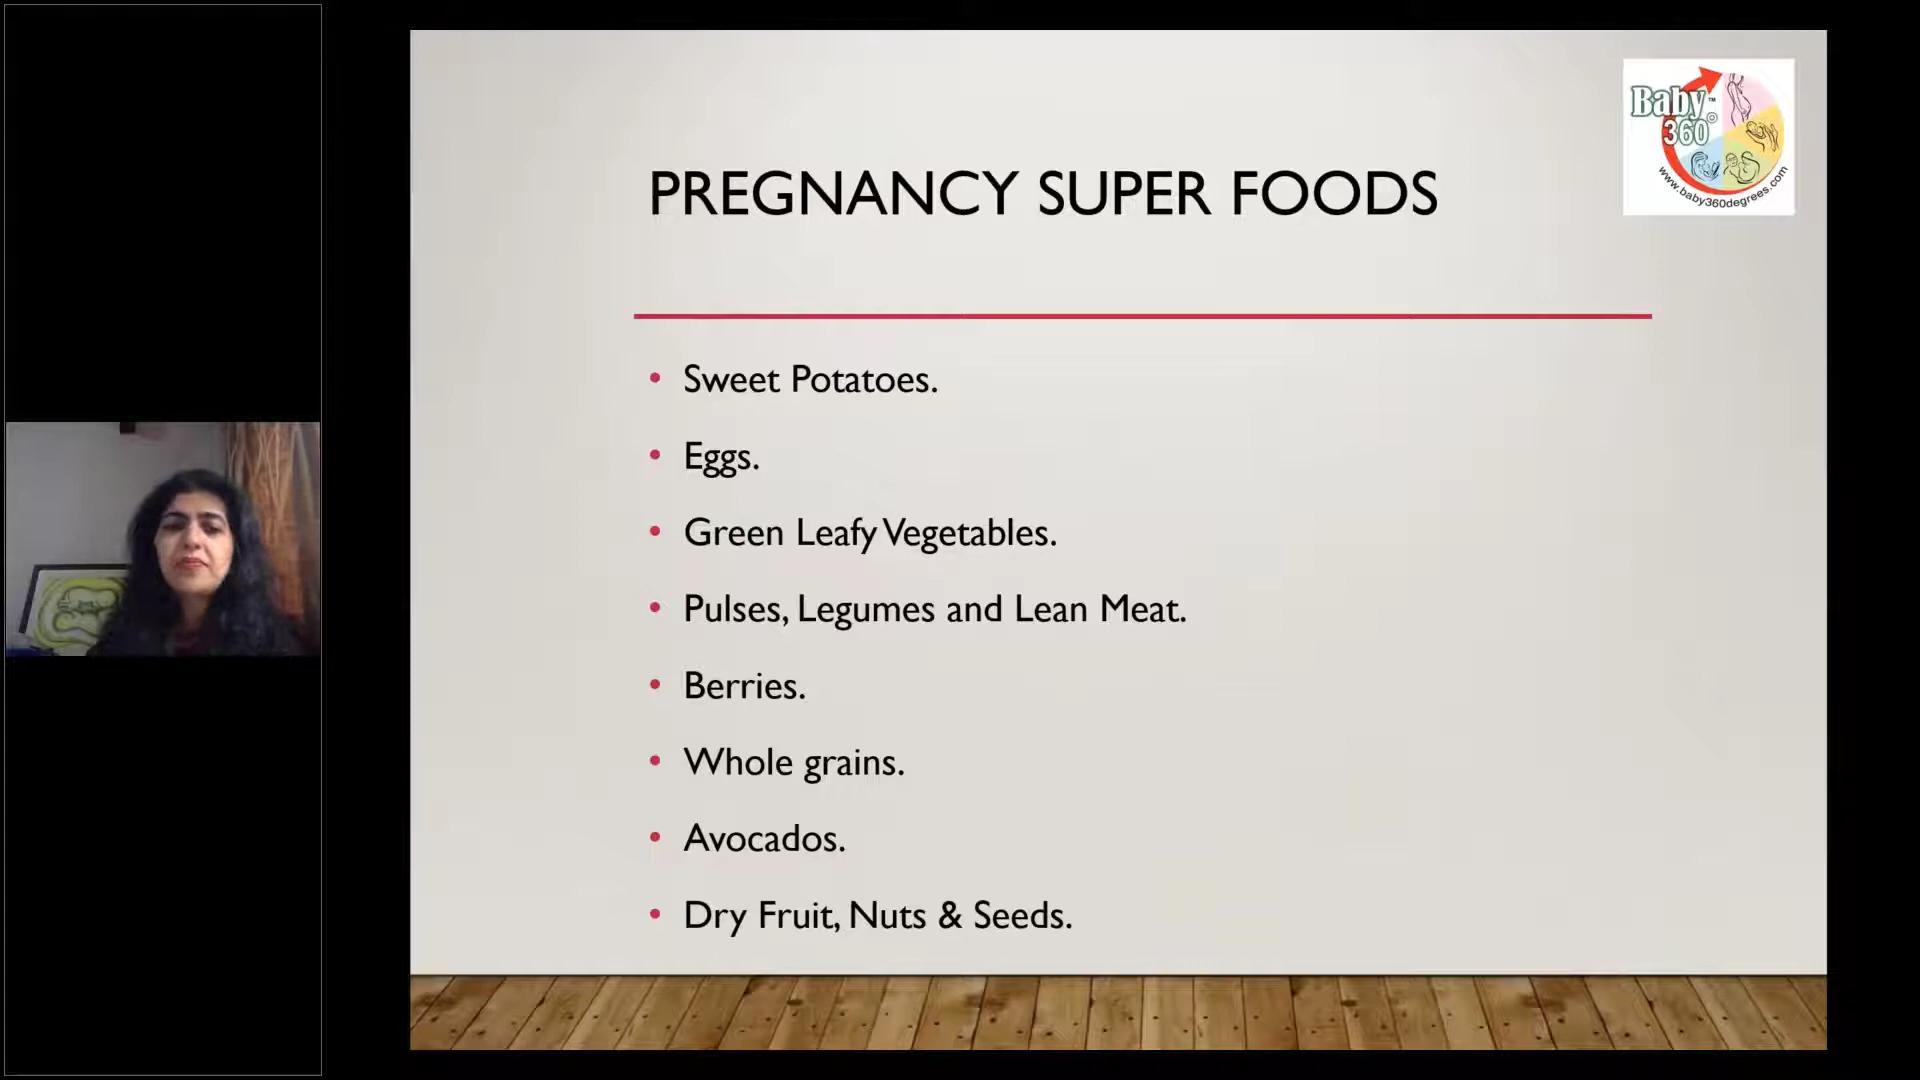 Baby™
360°
www.baby360degrees.com
PREGNANCY SUPER FOODS
• Sweet Potatoes.
• Eggs.
• Green Leafy Vegetables.
• Pulses, Legumes and Lean Meat.
• Berries.
• Whole grains.
• Avocados.
• Dry Fruit, Nuts & Seeds.